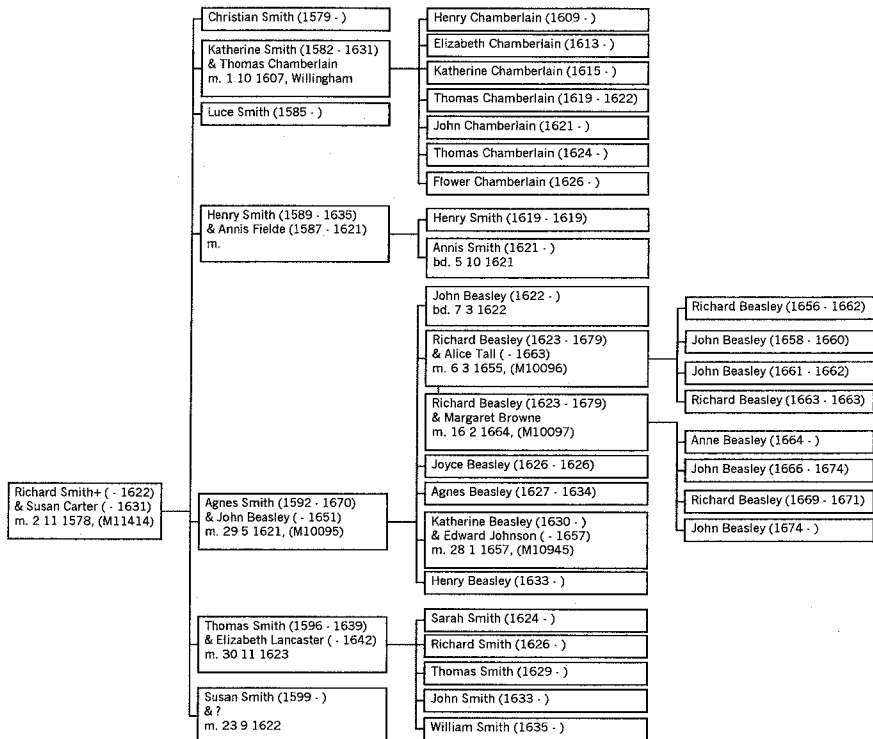 Richard Smith+ ( - 1622)
& Susan Carter ( - 1631)
m. 2 11 1578, (M11414)
Christian Smith (1579 - )
Katherine Smith (1582 - 1631)
& Thomas Chamberlain
m. 1 10 1607, Willingham
Luce Smith (1585 - )
Henry Smith (1589 - 1635)
& Annis Fielde (1587 - 1621)
m.
Agnes Smith (1592 - 1670)
& John Beasley ( - 1651)
m. 29 5 1621, (M10095)
Thomas Smith (1596 - 1639)
& Elizabeth Lancaster ( - 1642)
m. 30 11 1623
Susan Smith (1599 - )
& ?
m. 23 9 1622
Henry Chamberlain (1609 - )
Elizabeth Chamberlain (1613 - )
Katherine Chamberlain (1615 - )
Thomas Chamberlain (1619 - 1622)
John Chamberlain (1621 - )
Thomas Chamberlain (1624 - )
Flower Chamberlain (1626 - )
Henry Smith (1619 - 1619)
Annis Smith (1621 - )
bd. 5 10 1621
John Beasley (1622 - )
bd. 7 3 1622
Richard Beasley (1623 - 1679)
& Alice Tall ( - 1663)
m. 6 3 1655, (M10096)
Richard Beasley (1623 - 1679)
& Margaret Browne
m. 16 2 1664, (M10097)
Joyce Beasley (1626 - 1626)
Agnes Beasley (1627 - 1634)
Katherine Beasley (1630 - )
& Edward Johnson ( - 1657)
m. 28 1 1657, (M10945)
Henry Beasley (1633 - )
Sarah Smith (1624 - )
Richard Smith (1626 - )
Thomas Smith (1629 - )
John Smith (1633 - )
William Smith (1635 - )
Richard Beasley (1656 - 1662)
John Beasley (1658 - 1660)
John Beasley (1661 - 1662)
Richard Beasley (1663 - 1663)
Anne Beasley (1664 - )
John Beasley (1666 - 1674)
Richard Beasley (1669 - 1671)
John Beasley (1674 - )